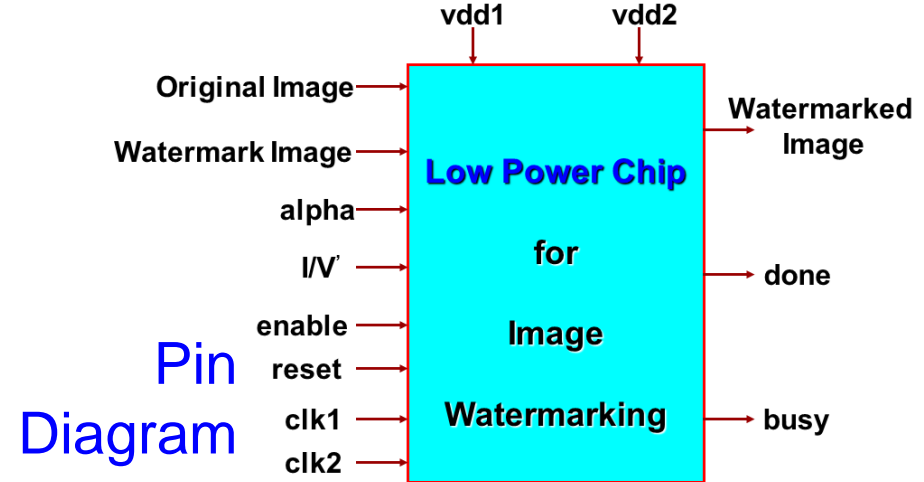 vdd1
vdd2
Original Image
Watermark Image
alpha
I/V'
enable
reset
clk1
clk2
Low Power Chip
for
Image
Watermarking
Watermarked
Image
done
busy
Pin
Diagram